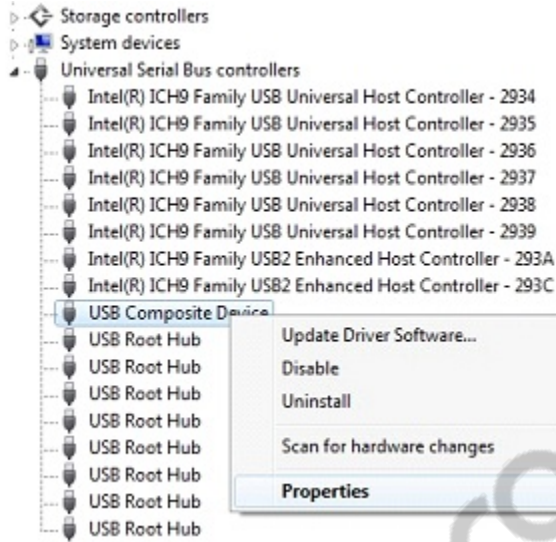 Storage controllers
System devices
Universal Serial Bus controllers
Intel(R) ICH9 Family USB Universal Host Controller - 2934
Intel(R) ICH9 Family USB Universal Host Controller - 2935
Intel(R) ICH9 Family USB Universal Host Controller - 2936
Intel(R) ICH9 Family USB Universal Host Controller - 2937
Intel(R) ICH9 Family USB Universal Host Controller - 2938
Intel(R) ICH9 Family USB Universal Host Controller - 2939
Intel(R) ICH9 Family USB2 Enhanced Host Controller - 293A
Intel(R) ICH9 Family USB2 Enhanced Host Controller - 293C
USB Composite Device
USB Root Hub
USB Root Hub
USB Root Hub
USB Root Hub
USB Root Hub
USB Root Hub
USB Root Hub
USB Root Hub
Update Driver Software...
Disable
Uninstall
Scan for hardware changes
Properties